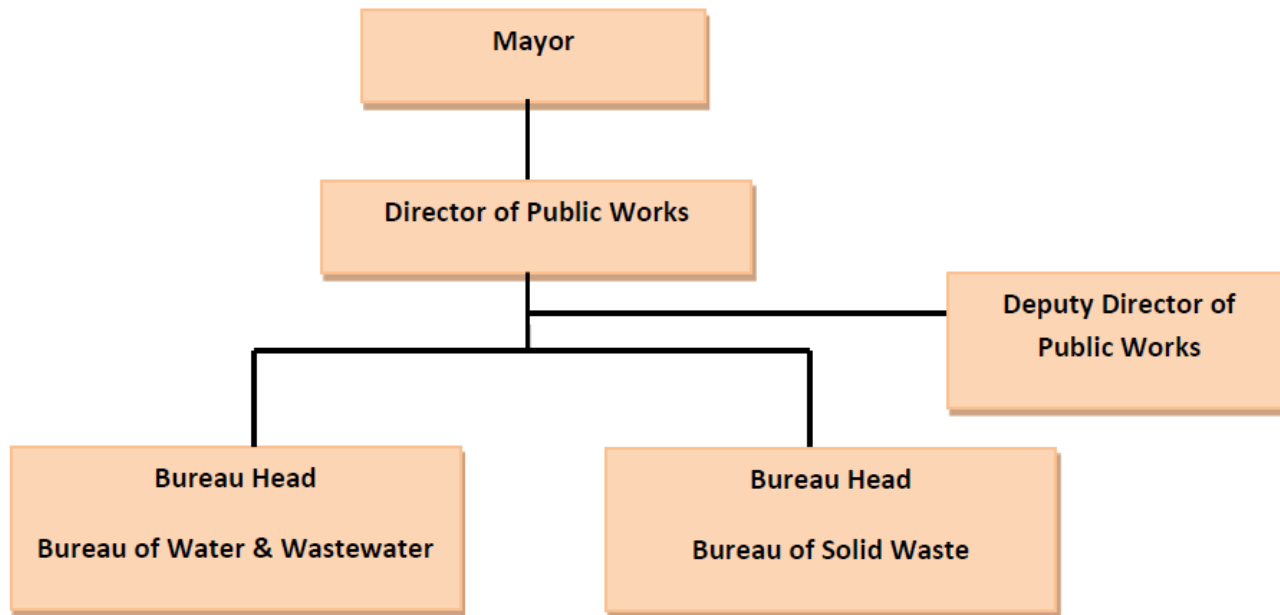 Mayor
Director of Public Works
Deputy Director of
Public Works
Bureau Head
Bureau of Water & Wastewater
Bureau Head
Bureau of Solid Waste